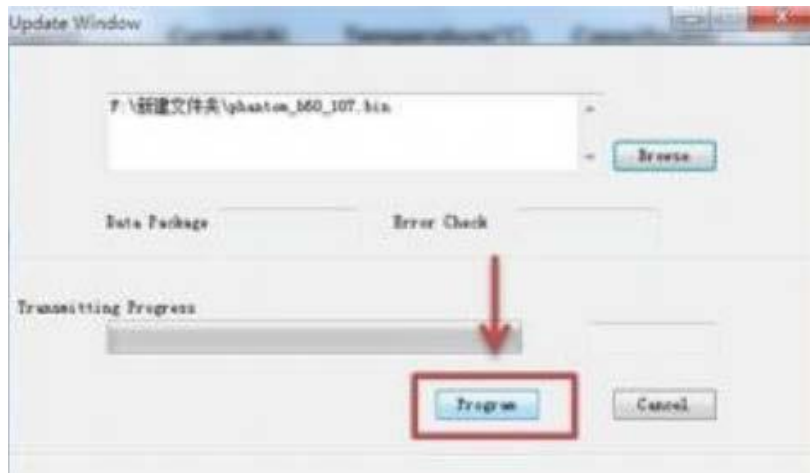 Update Window
F:\新建文件夹\phantom_b60_107.bin
Browse
Data Package
Error Check
Transmitting Progress
Program
Cancel